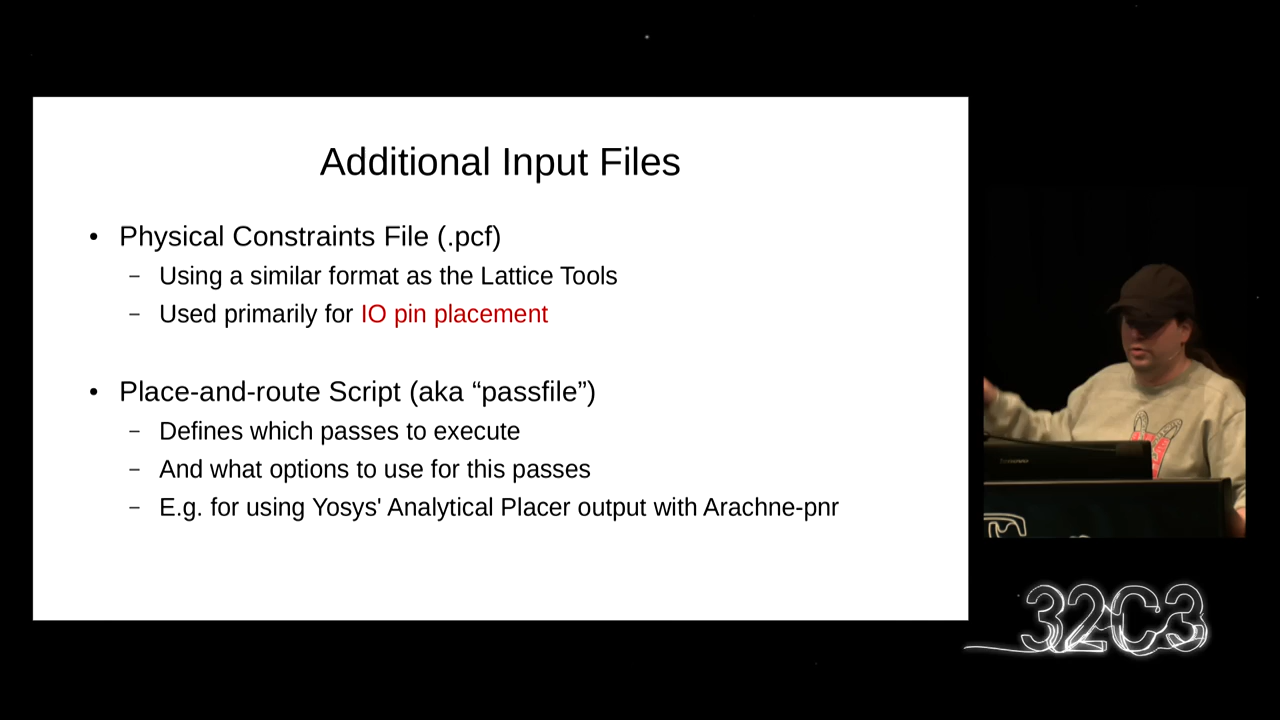 Additional Input Files
• Physical Constraints File (.pcf)
– Using a similar format as the Lattice Tools
– Used primarily for IO pin placement
• Place-and-route Script (aka “passfile”)
– Defines which passes to execute
– And what options to use for this passes
– E.g. for using Yosys' Analytical Placer output with Arachne-pnr
lenovo
32C3